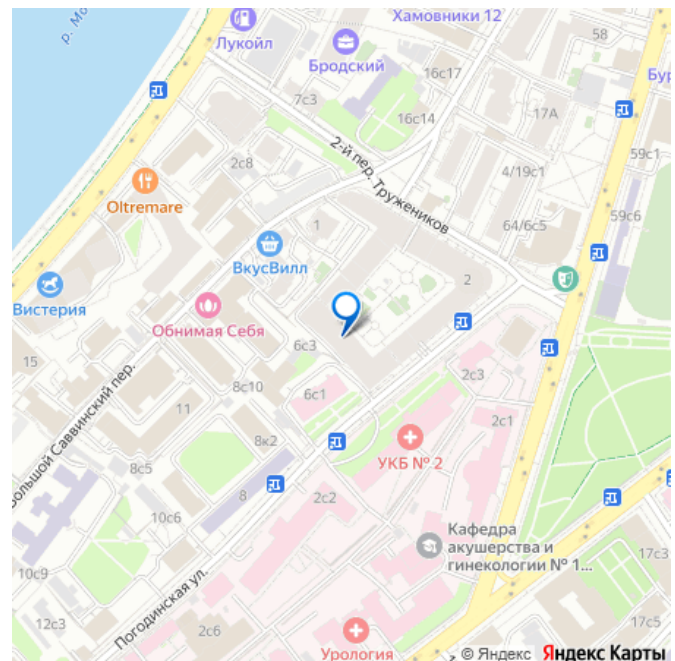 Хамовники 12
р. Мо
Лукойл
58
Бродский
Бур
16с17
7с3
17А
16с14
2с8
2-й пер. Тружеников
59с1
4/19с1
Oltremare
64/6с5
59с6
1
ВкусВилл
2
Вистерия
Обнимая Себя
6с3
15
2с3
8с10
6с1
11
2с1
Большой Саввинский пер.
8к2
УКБ № 2
8с5
8
2с2
10с6
Кафедра
акушерства и
гинекологии № 1...
17с3
10с9
Погодинская ул.
12с3
17с5
2с6
Урология
© Яндекс Яндекс Карты